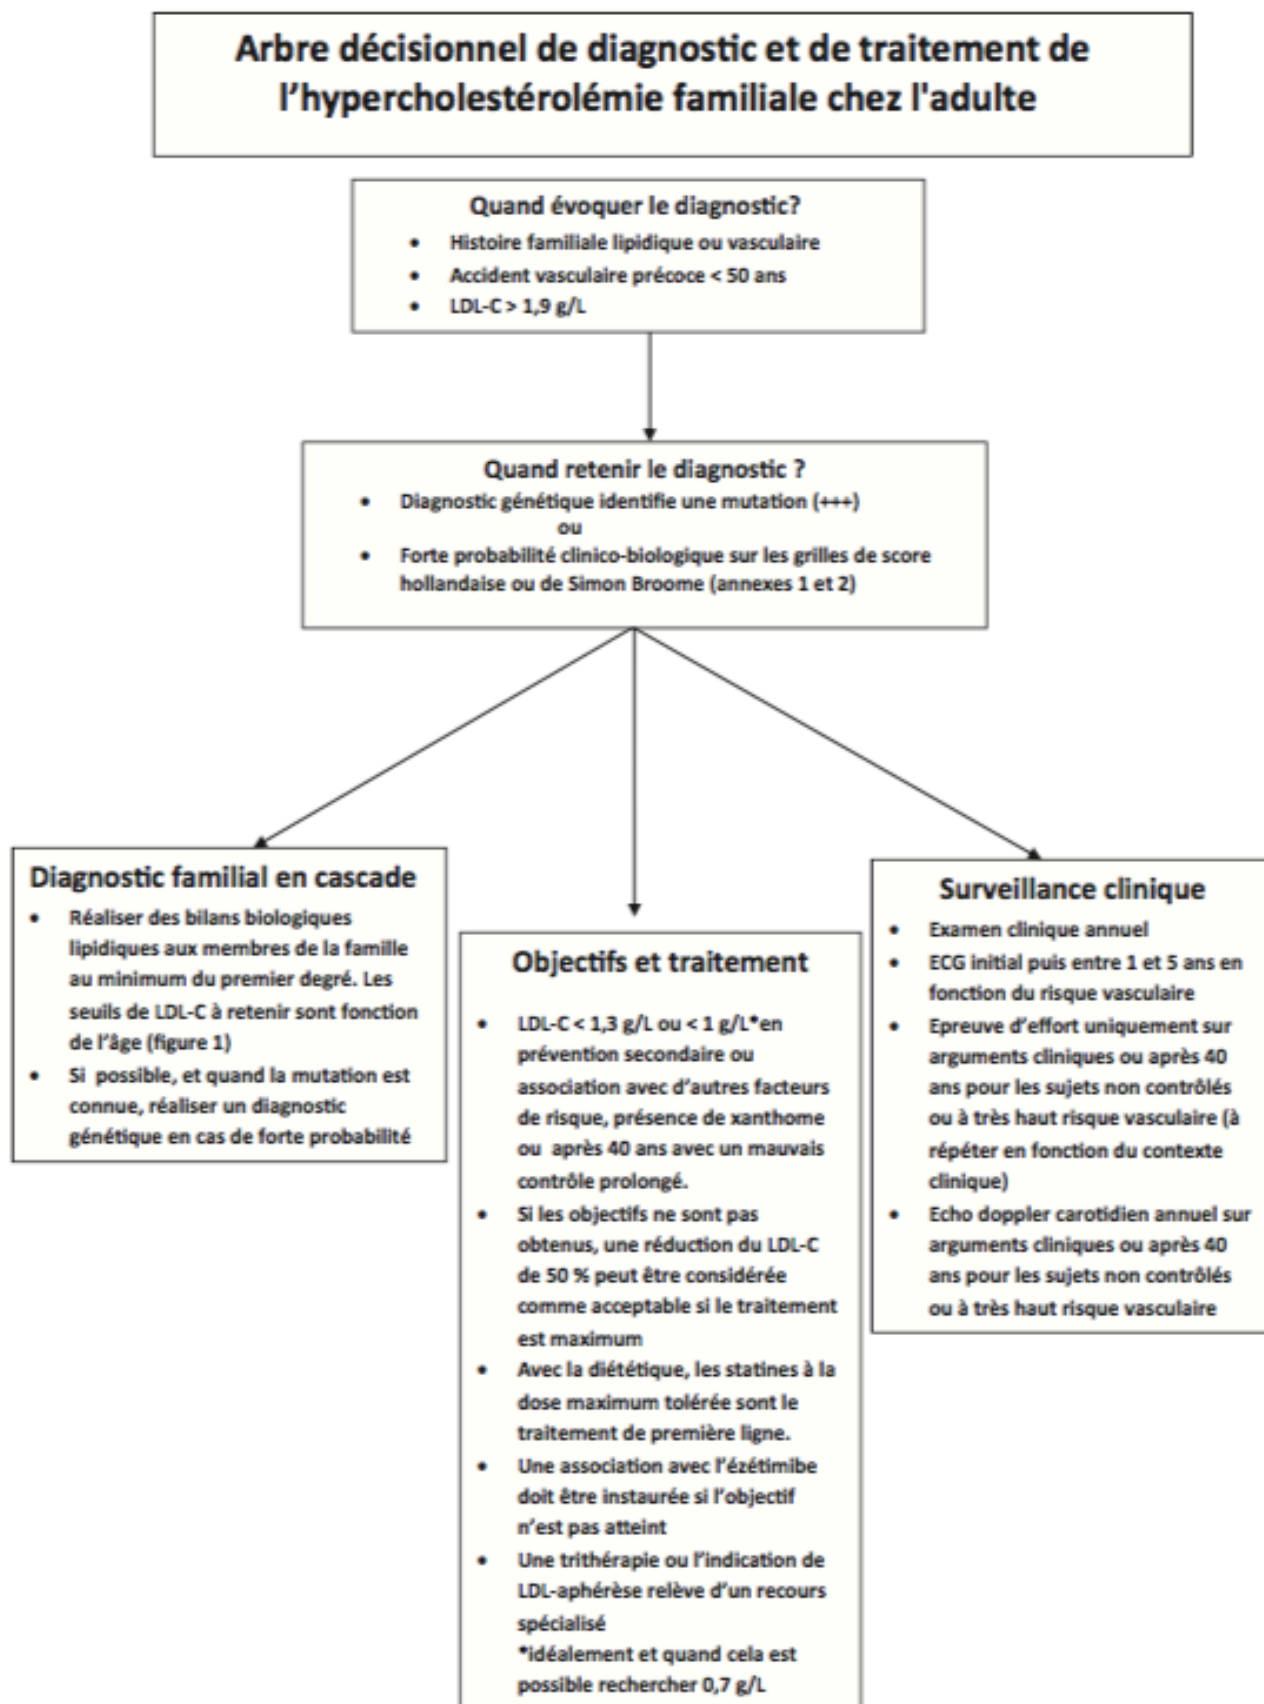 Arbre décisionnel de diagnostic et de traitement de
l'hypercholestérolémie familiale chez l'adulte
Quand évoquer le diagnostic?
• Histoire familiale lipidique ou vasculaire
• Accident vasculaire précoce < 50 ans
• LDL-C > 1,9 g/L
Quand retenir le diagnostic ?
• Diagnostic génétique identifie une mutation (+++)
ou
• Forte probabilité clinico-biologique sur les grilles de score
hollandaise ou de Simon Broome (annexes 1 et 2)
Diagnostic familial en cascade
• Réaliser des bilans biologiques
lipidiques aux membres de la famille
au minimum du premier degré. Les
seuils de LDL-C à retenir sont fonction
de l'âge (figure 1)
• Si possible, et quand la mutation est
connue, réaliser un diagnostic
génétique en cas de forte probabilité
Objectifs et traitement
• LDL-C < 1,3 g/L ou < 1 g/L*en
prévention secondaire ou
association avec d'autres facteurs
de risque, présence de xanthome
ou après 40 ans avec un mauvais
contrôle prolongé.
• Si les objectifs ne sont pas
obtenus, une réduction du LDL-C
de 50 % peut être considérée
comme acceptable si le traitement
est maximum
• Avec la diététique, les statines à la
dose maximum tolérée sont le
traitement de première ligne.
• Une association avec l'ézétimibe
doit être instaurée si l'objectif
n'est pas atteint
• Une trithérapie ou l'indication de
LDL-aphérèse relève d'un recours
spécialisé
*idéalement et quand cela est
possible rechercher 0,7 g/L
Surveillance clinique
• Examen clinique annuel
• ECG initial puis entre 1 et 5 ans en
fonction du risque vasculaire
• Epreuve d'effort uniquement sur
arguments cliniques ou après 40
ans pour les sujets non contrôlés
ou à très haut risque vasculaire (à
répéter en fonction du contexte
clinique)
• Echo doppler carotidien annuel sur
arguments cliniques ou après 40
ans pour les sujets non contrôlés
ou à très haut risque vasculaire